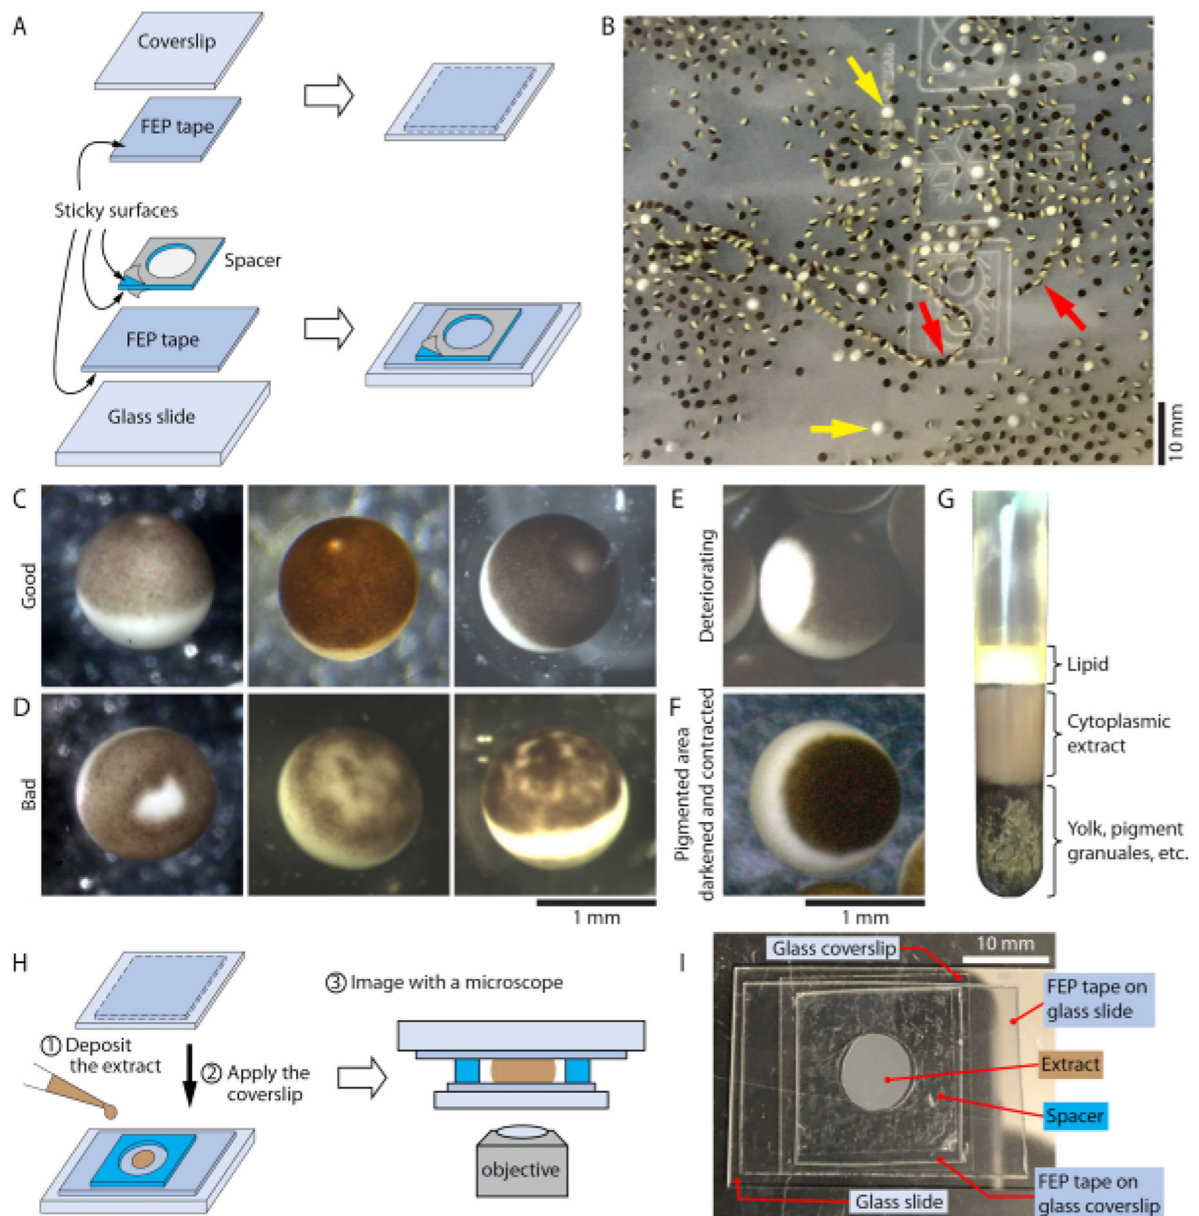 A
Coverslip
FEP tape
Sticky surfaces
Spacer
FEP tape
Glass slide
B
10 mm
C
Good
D
Bad
1 mm
E
Deteriorating
F
Pigmented area
darkened and contracted
1 mm
G
Lipid
Cytoplasmic
extract
Yolk, pigment
granuales, etc.
H
① Deposit
the extract
② Apply the
coverslip
③ Image with a microscope
objective
I
Glass coverslip
10 mm
FEP tape on
glass slide
Extract
Spacer
FEP tape on
glass coverslip
Glass slide